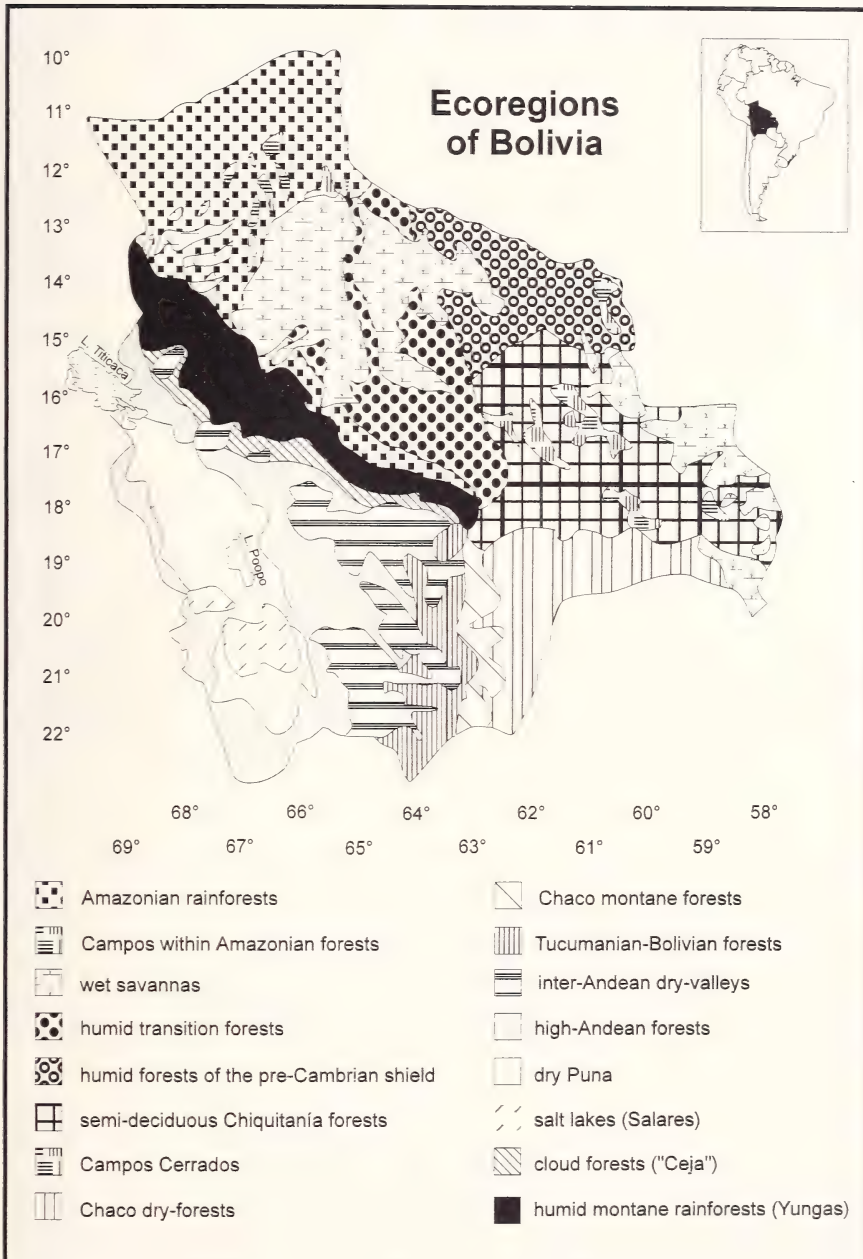 Ecoregions
of Bolivia
10°
11°
12°
13°
14°
15°
16°
17°
18°
19°
20°
21°
22°
L. Titicaca
L. Poopo
68° 66° 64° 62° 60° 58°
69° 67° 65° 63° 61° 59°
Amazonian rainforests
Campos within Amazonian forests
wet savannas
humid transition forests
humid forests of the pre-Cambrian shield
semi-deciduous Chiquitanía forests
Campos Cerrados
Chaco dry-forests
Chaco montane forests
Tucumanian-Bolivian forests
inter-Andean dry-valleys
high-Andean forests
dry Puna
salt lakes (Salares)
cloud forests ("Ceja")
humid montane rainforests (Yungas)